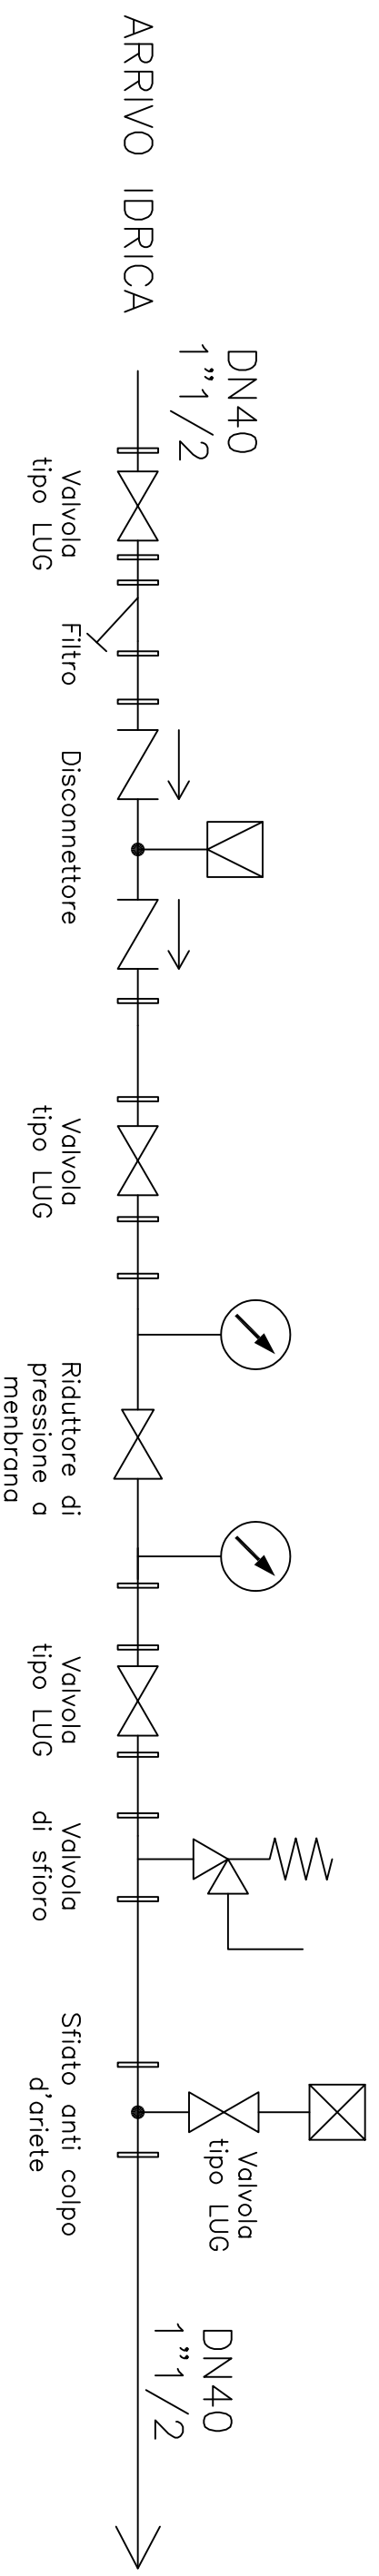 ARRIVO IDRICA
DN40
1"1/2
Valvola
tipo LUG
Filtro
Disconnettore
Valvola
tipo LUG
Riduttore di
pressione a
menbrana
Valvola
tipo LUG
Valvola
di sfioro
Sfiato anti colpo
d'ariete
Valvola
tipo LUG
DN40
1"1/2